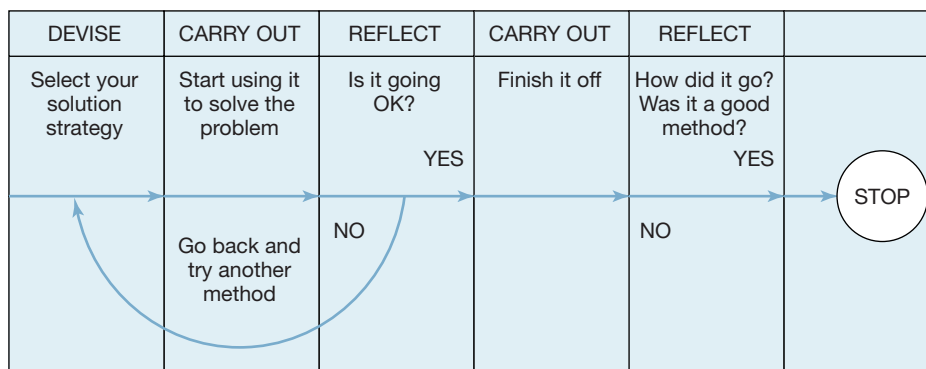 DEVISE
CARRY OUT
REFLECT
CARRY OUT
REFLECT
Select your
solution
strategy
Start using it
to solve the
problem
Is it going
OK?
Finish it off
How did it go?
Was it a good
method?
YES
YES
STOP
NO
NO
Go back and
try another
method